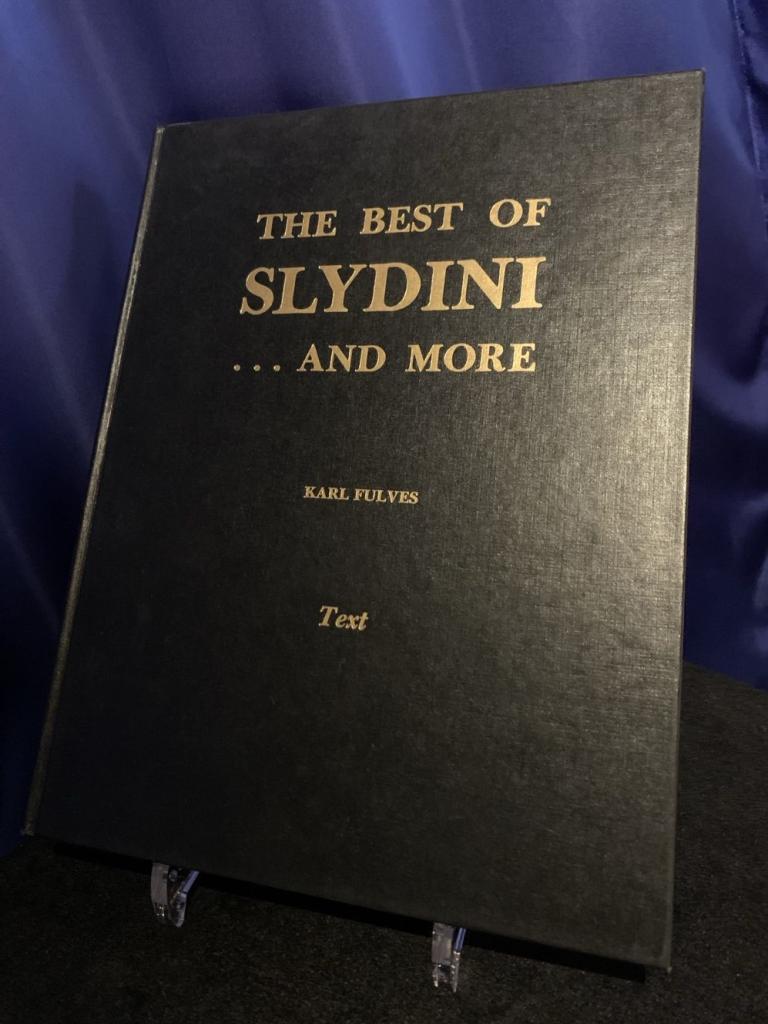 THE BEST OF
SLYDINI
... AND MORE
KARL FULVES
Text